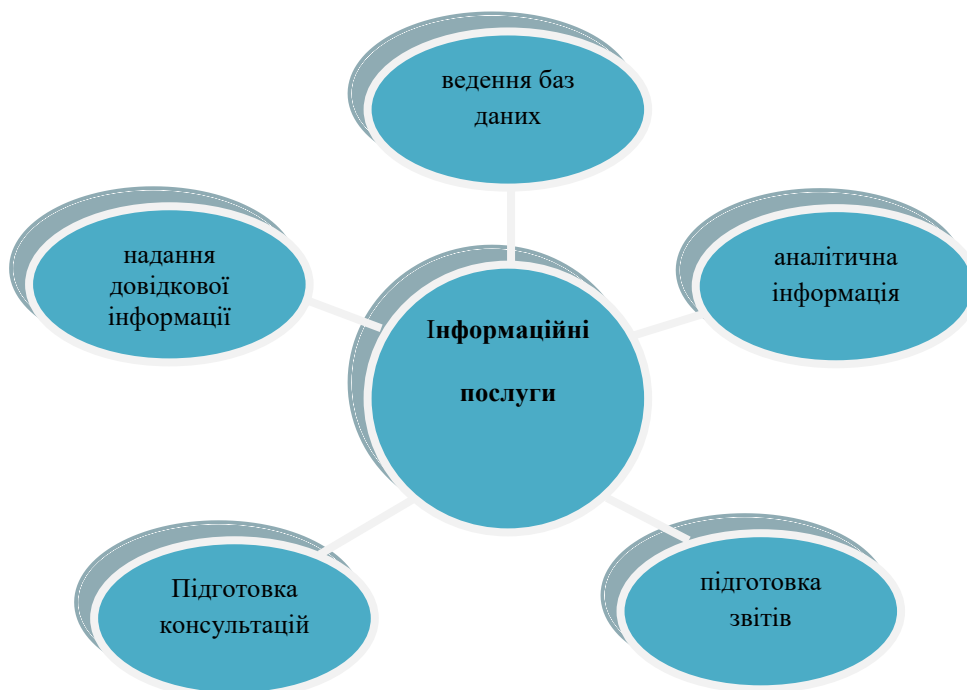 ведення баз
даних
надання
довідкової
інформації
аналітична
інформація
Інформаційні
послуги
Підготовка
консультацій
підготовка
звітів